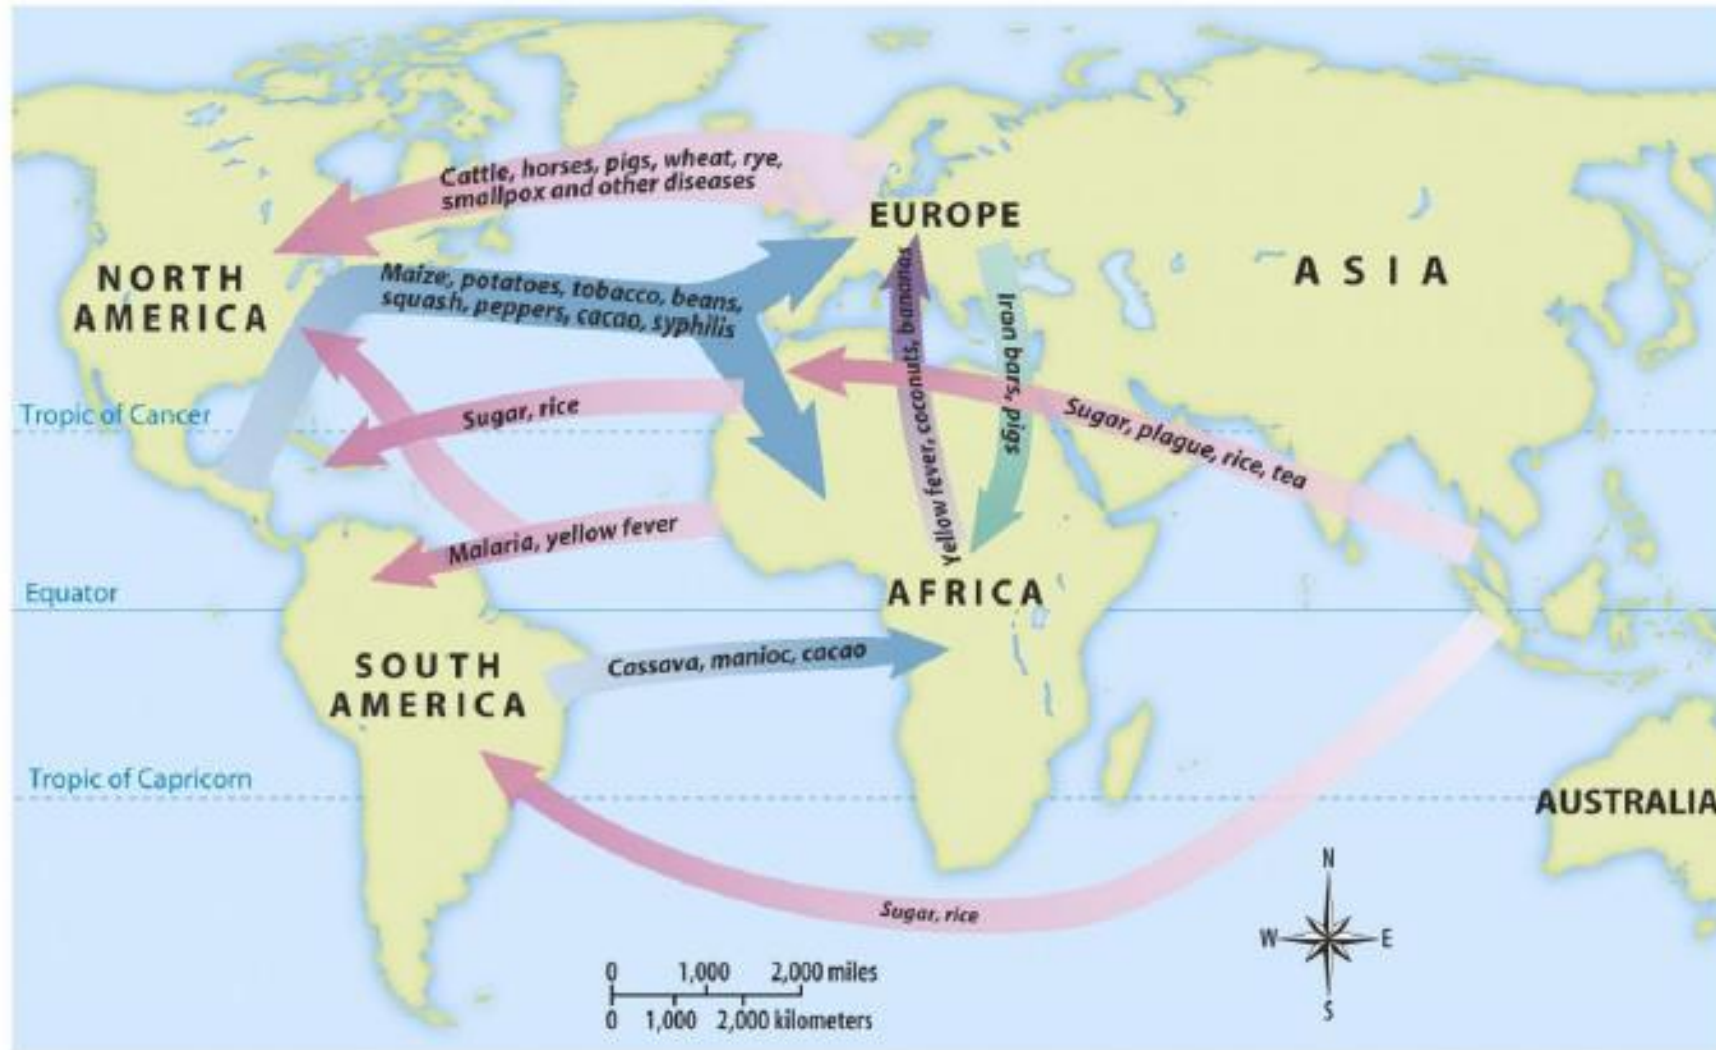 Cattle, horses, pigs, wheat, rye,
smallpox and other diseases
EUROPE
NORTH
AMERICA
ASIA
Maize, potatoes, tobacco, beans,
squash, peppers, cacao, syphilis
Yellow fever, coconuts, bananas
Iron bars, pigs
Tropic of Cancer
Sugar, rice
Sugar, plague, rice, tea
Malaria, yellow fever
Equator
AFRICA
SOUTH
AMERICA
Cassava, manioc, cacao
Tropic of Capricorn
AUSTRALIA
Sugar, rice
N
W
E
S
0 1,000 2,000 miles
0 1,000 2,000 kilometers